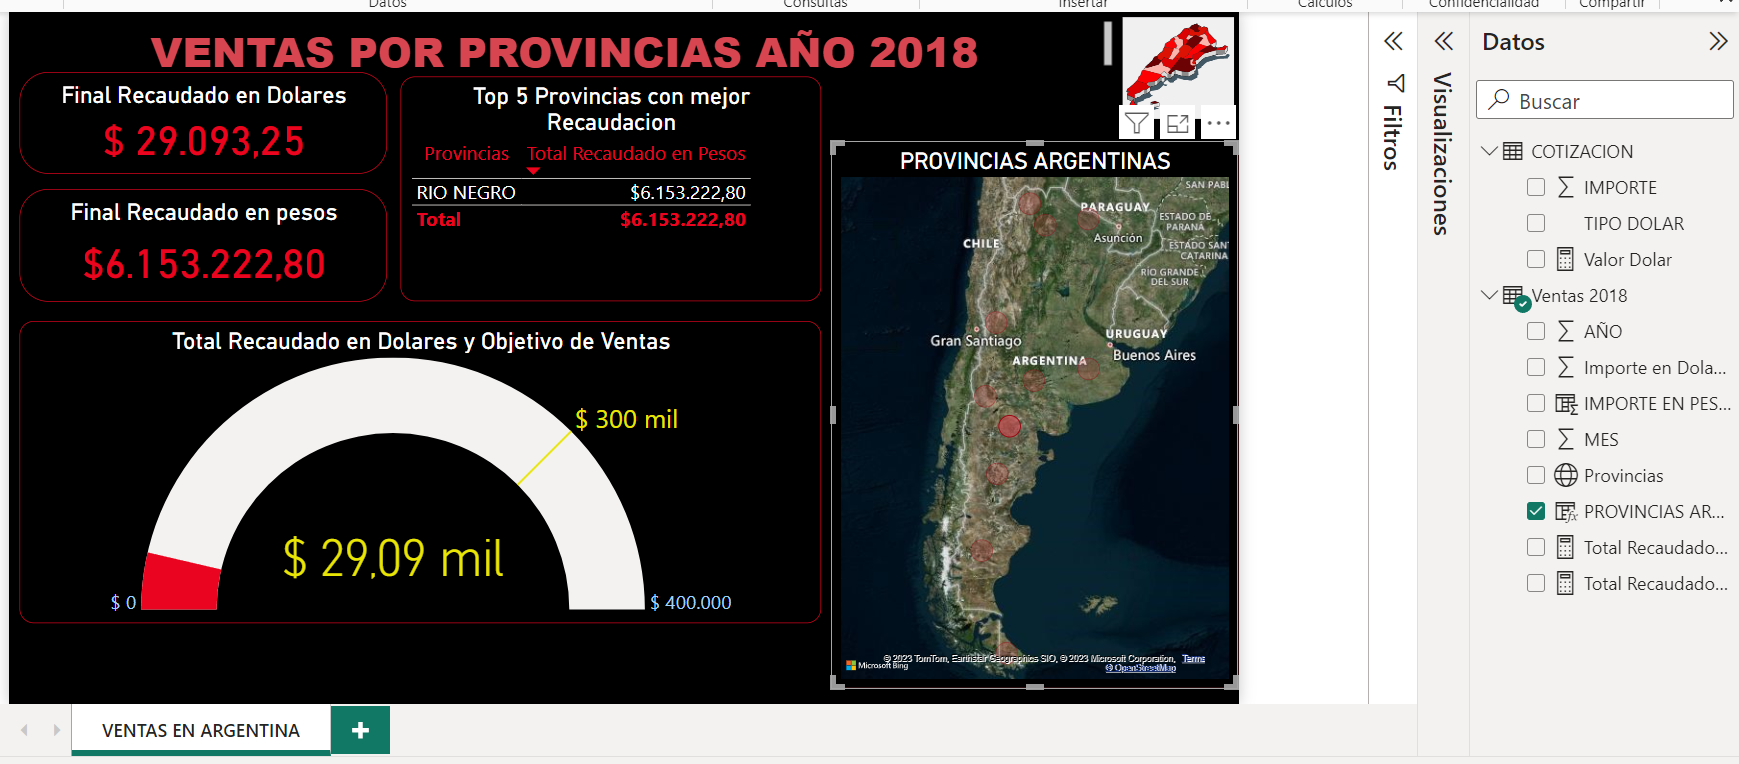 Datos
Consultas
Insertar
Cálculos
Confidencialidad
Compartir
VENTAS POR PROVINCIAS AÑO 2018
Final Recaudado en Dolares
$ 29.093,25
Final Recaudado en pesos
$6.153.222,80
Top 5 Provincias con mejor
Recaudacion
Provincias Total Recaudado en Pesos
RIO NEGRO $6.153.222,80
Total $6.153.222,80
Total Recaudado en Dolares y Objetivo de Ventas
$ 300 mil
$ 29,09 mil
$ 0
$ 400.000
PROVINCIAS ARGENTINAS
SAN PABL
PARAGUAY
ESTADO DE
PARANÁ
Asunción
CHILE
ESTADO SAN
CATARINA
RÍO GRANDE
DEL SUR
URUGUAY
Gran Santiago
Buenos Aires
ARGENTINA
© 2023 TomTom, Earthstar Geographics SIO, © 2023 Microsoft Corporation, Terms
Microsoft Bing
© OpenStreetMap
Filtros
Visualizaciones
Datos
Buscar
COTIZACION
IMPORTE
TIPO DOLAR
Valor Dolar
Ventas 2018
AÑO
Importe en Dola...
IMPORTE EN PES...
MES
Provincias
PROVINCIAS AR...
Total Recaudado...
Total Recaudado...
VENTAS EN ARGENTINA